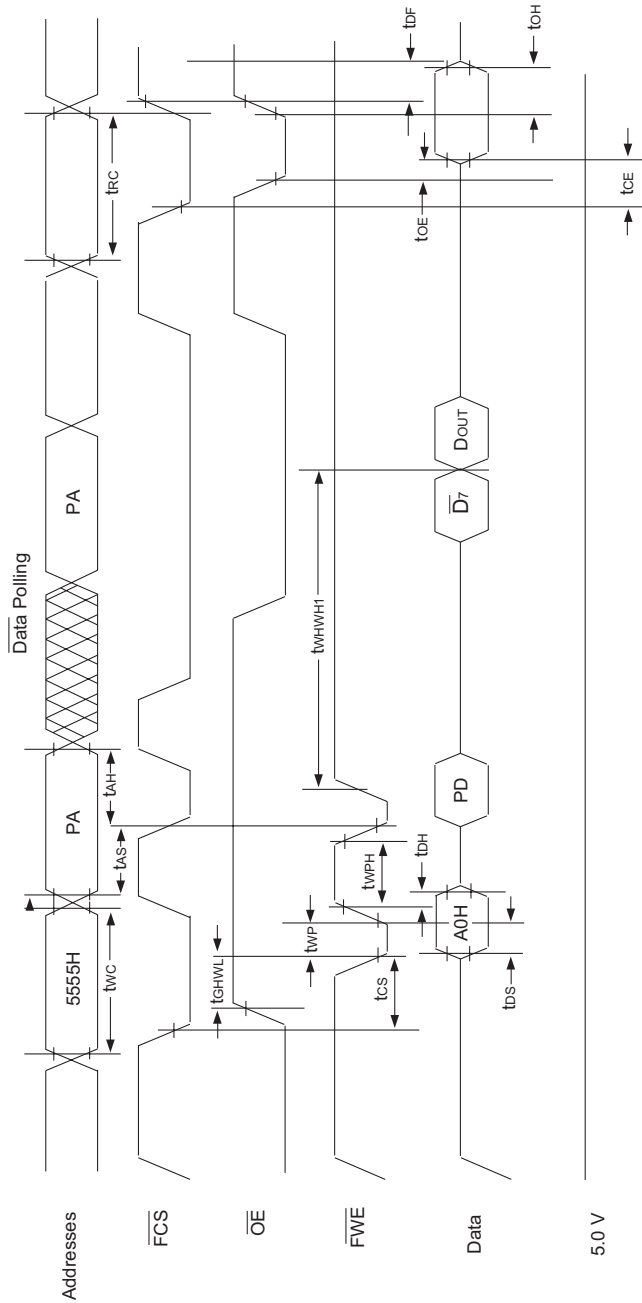 Data Polling
Addresses
5555H
PA
PA
tWC
tAS
tAH
tRC
FCS
OE
tGHWL
FWE
tCS
tWP
tWPH
tWHWH1
Data
A0H
PD
D7
DOUT
tDS
tDH
tOE
tDF
tOH
tCE
5.0 V